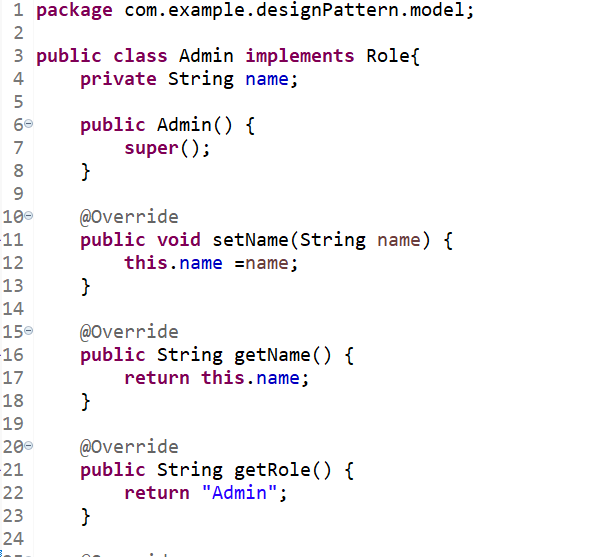 1 package com.example.designPattern.model;
2
3 public class Admin implements Role{
4     private String name;
5
6     public Admin() {
7         super();
8     }
9
10     @Override
11     public void setName(String name) {
12         this.name =name;
13     }
14
15     @Override
16     public String getName() {
17         return this.name;
18     }
19
20     @Override
21     public String getRole() {
22         return "Admin";
23     }
24